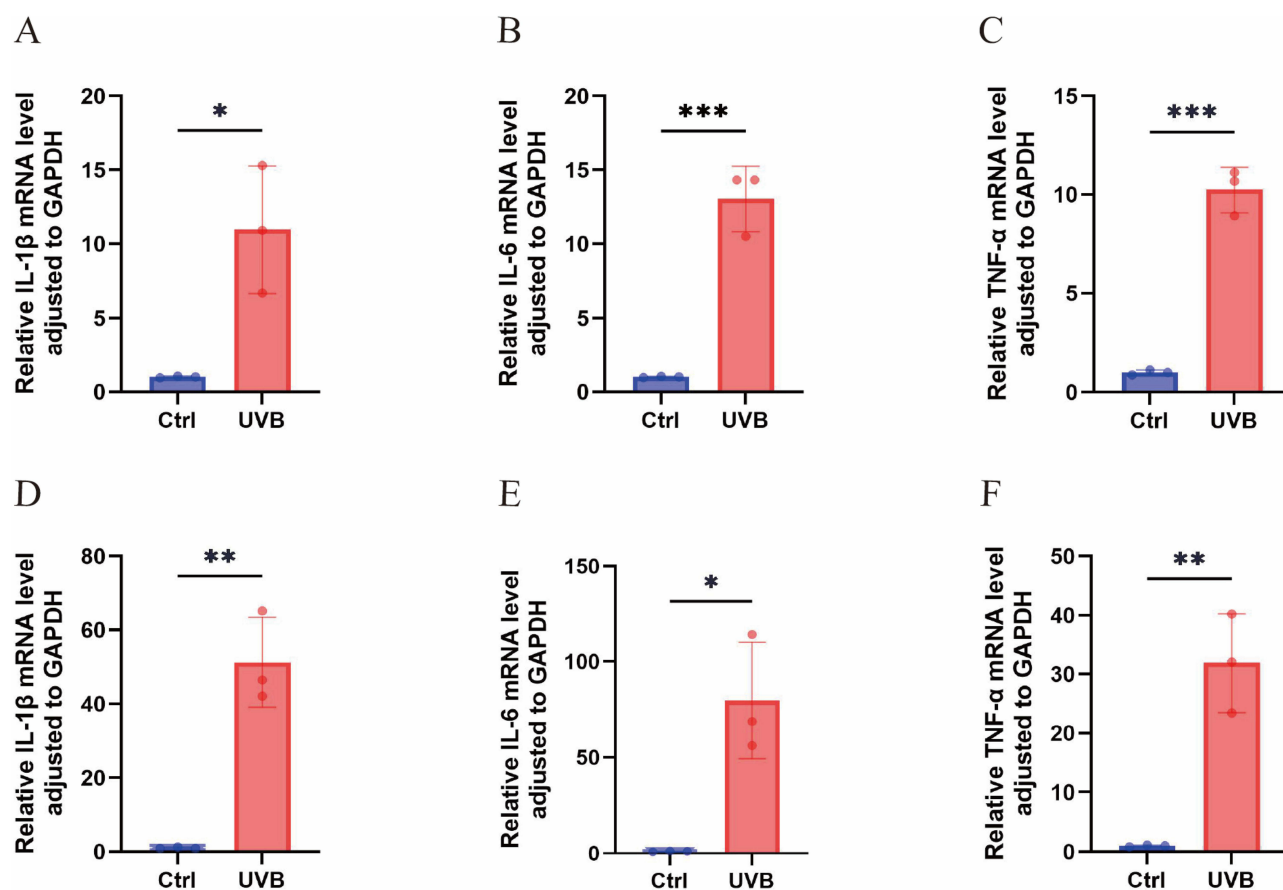 A
Relative IL-1β mRNA level
adjusted to GAPDH
20
15
10
5
0
*
Ctrl
UVB
B
Relative IL-6 mRNA level
adjusted to GAPDH
20
15
10
5
0
***
Ctrl
UVB
C
Relative TNF-α mRNA level
adjusted to GAPDH
15
10
5
0
***
Ctrl
UVB
D
Relative IL-1β mRNA level
adjusted to GAPDH
80
60
40
20
0
**
Ctrl
UVB
E
Relative IL-6 mRNA level
adjusted to GAPDH
150
100
50
0
*
Ctrl
UVB
F
Relative TNF-α mRNA level
adjusted to GAPDH
50
40
30
20
10
0
**
Ctrl
UVB